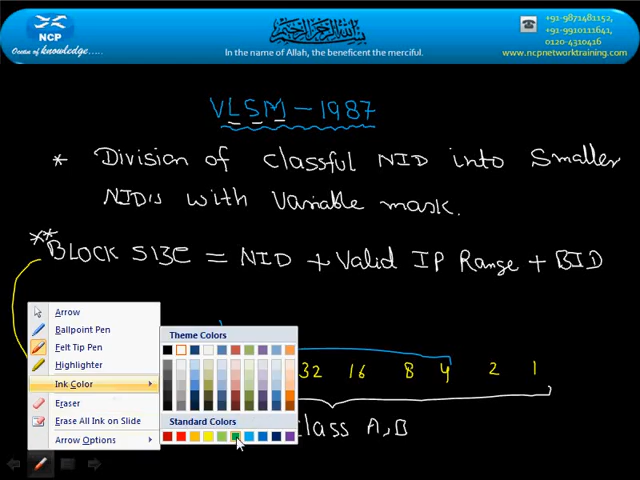 NCP
Ocean of knowledge.....
In the name of Allah, the beneficent the merciful.
+91-9871481152,
+91-9910111641,
0120-4310416
www.ncpnetworktraining.com
VLSM - 1987
* Division of classful NID into Smaller
NID's with Variable mask.
** BLOCK SIZE = NID + Valid IP Range + BID
32 16 8 4 2 1
class A,B
Arrow
Ballpoint Pen
Felt Tip Pen
Highlighter
Ink Color
Eraser
Erase All Ink on Slide
Arrow Options
Theme Colors
Standard Colors